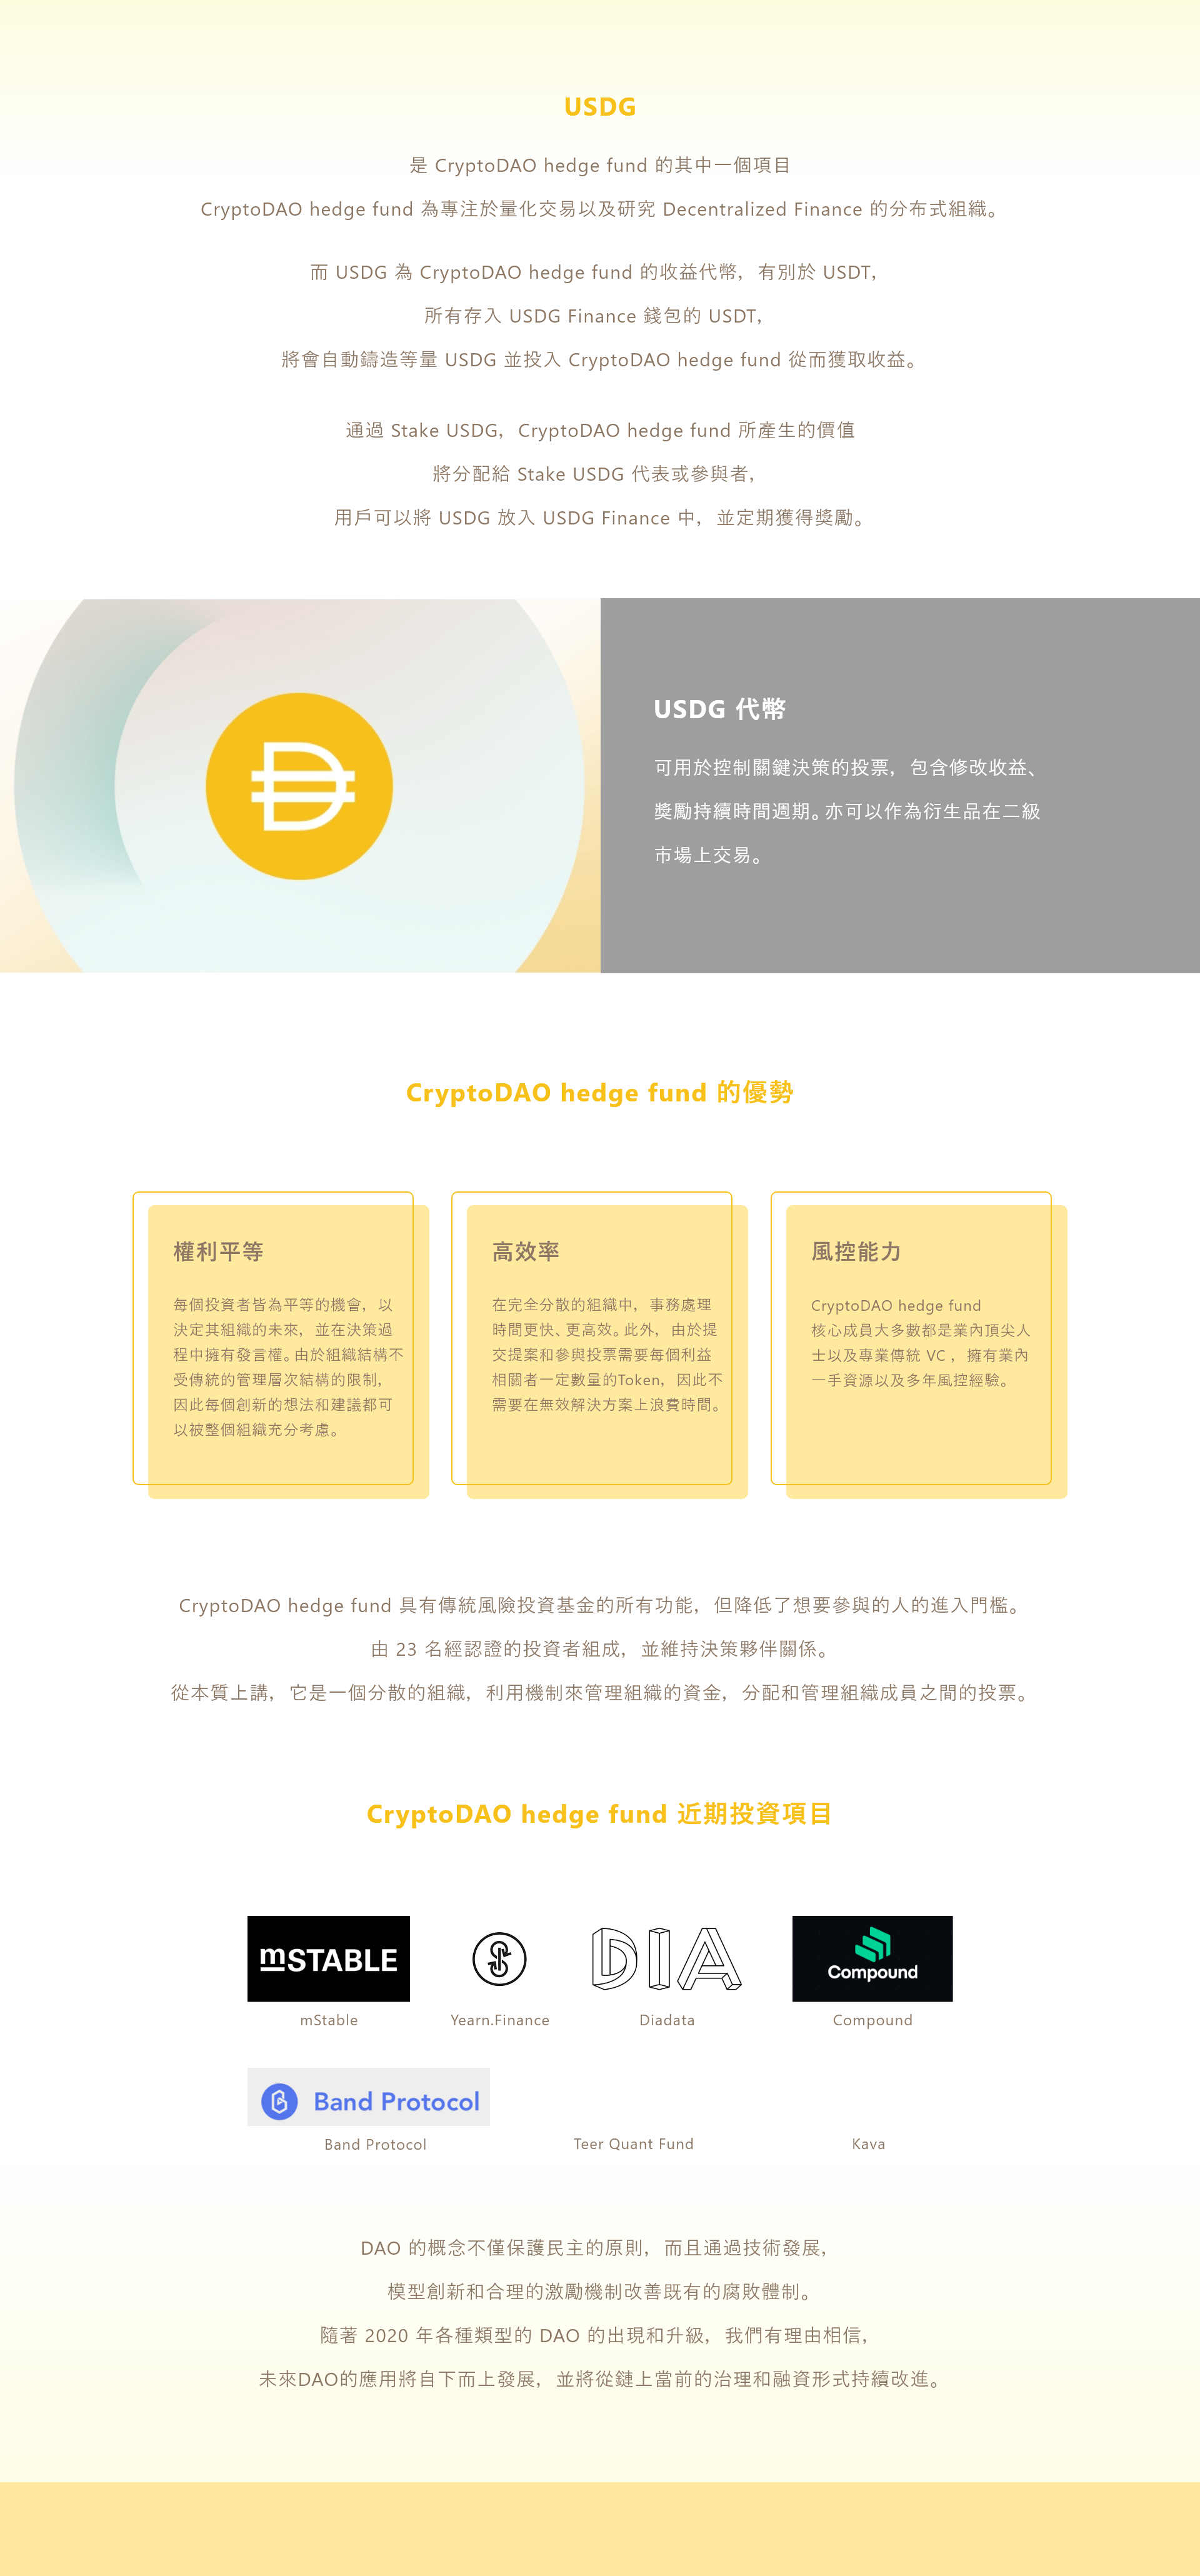 USDG
是 CryptoDAO hedge fund 的其中一個項目
CryptoDAO hedge fund 為專注於量化交易以及研究 Decentralized Finance 的分布式組織。
而 USDG 為 CryptoDAO hedge fund 的收益代幣，有別於 USDT，
所有存入 USDG Finance 錢包的 USDT，
將會自動鑄造等量 USDG 並投入 CryptoDAO hedge fund 從而獲取收益。
通過 Stake USDG，CryptoDAO hedge fund 所產生的價值
將分配給 Stake USDG 代表或參與者，
用戶可以將 USDG 放入 USDG Finance 中，並定期獲得獎勵。
USDG 代幣
可用於控制關鍵決策的投票，包含修改收益、
獎勵持續時間週期。亦可以作為衍生品在二級
市場上交易。
CryptoDAO hedge fund 的優勢
權利平等
每個投資者皆為平等的機會，以
決定其組織的未來，並在決策過
程中擁有發言權。由於組織結構不
受傳統的管理層次結構的限制，
因此每個創新的想法和建議都可
以被整個組織充分考慮。
高效率
在完全分散的組織中，事務處理
時間更快、更高效。此外，由於提
交提案和參與投票需要每個利益
相關者一定數量的Token，因此不
需要在無效解決方案上浪費時間。
風控能力
CryptoDAO hedge fund
核心成員大多數都是業內頂尖人
士以及專業傳統 VC ，擁有業內
一手資源以及多年風控經驗。
CryptoDAO hedge fund 具有傳統風險投資基金的所有功能，但降低了想要參與的人的進入門檻。
由 23 名經認證的投資者組成，並維持決策夥伴關係。
從本質上講，它是一個分散的組織，利用機制來管理組織的資金，分配和管理組織成員之間的投票。
CryptoDAO hedge fund 近期投資項目
mSTABLE
DIA
Compound
mStable
Yearn.Finance
Diadata
Compound
Band Protocol
Band Protocol
Teer Quant Fund
Kava
DAO 的概念不僅保護民主的原則，而且通過技術發展，
模型創新和合理的激勵機制改善既有的腐敗體制。
隨著 2020 年各種類型的 DAO 的出現和升級，我們有理由相信，
未來DAO的應用將自下而上發展，並將從鏈上當前的治理和融資形式持續改進。